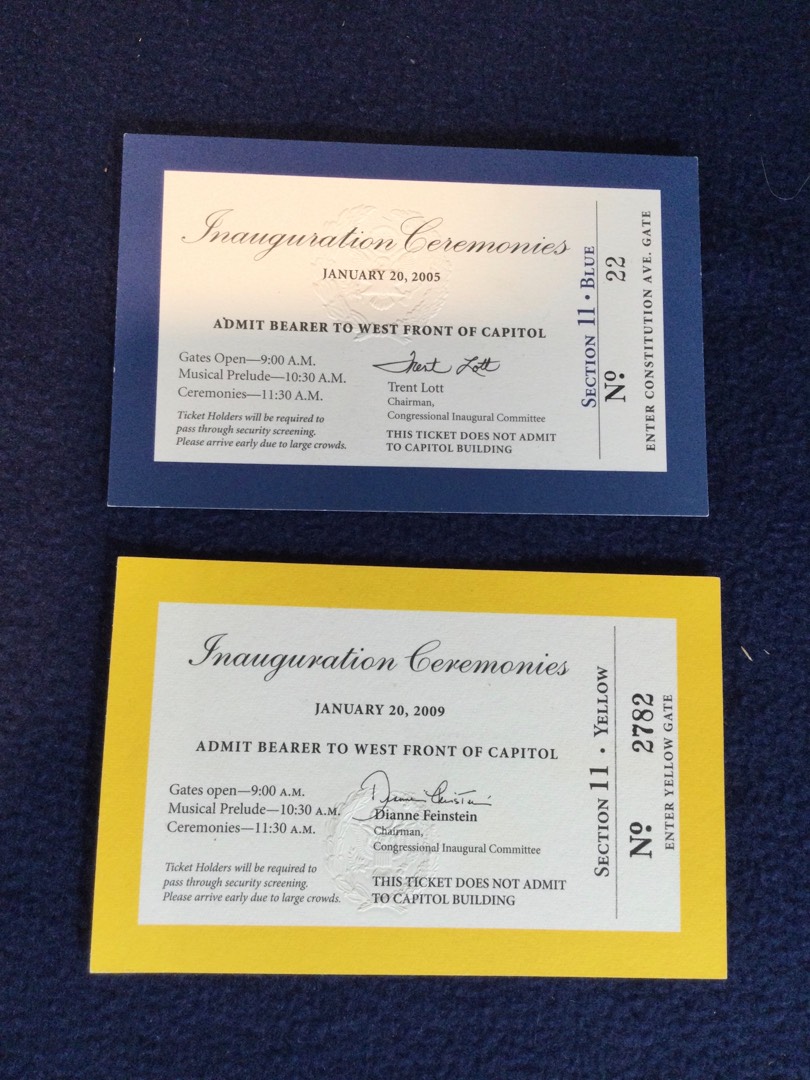 Inauguration Ceremonies
JANUARY 20, 2005
ADMIT BEARER TO WEST FRONT OF CAPITOL
Gates Open—9:00 A.M.
Musical Prelude—10:30 A.M.
Ceremonies—11:30 A.M.
Ticket Holders will be required to
pass through security screening.
Please arrive early due to large crowds.
Trent Lott
Trent Lott
Chairman,
Congressional Inaugural Committee
THIS TICKET DOES NOT ADMIT
TO CAPITOL BUILDING
SECTION 11 • BLUE
Nº 22
ENTER CONSTITUTION AVE. GATE
Inauguration Ceremonies
JANUARY 20, 2009
ADMIT BEARER TO WEST FRONT OF CAPITOL
Gates open—9:00 A.M.
Musical Prelude—10:30 A.M.
Ceremonies—11:30 A.M.
Ticket Holders will be required to
pass through security screening.
Please arrive early due to large crowds.
Dianne Feinstein
Dianne Feinstein
Chairman,
Congressional Inaugural Committee
THIS TICKET DOES NOT ADMIT
TO CAPITOL BUILDING
SECTION 11 • YELLOW
Nº 2782
ENTER YELLOW GATE